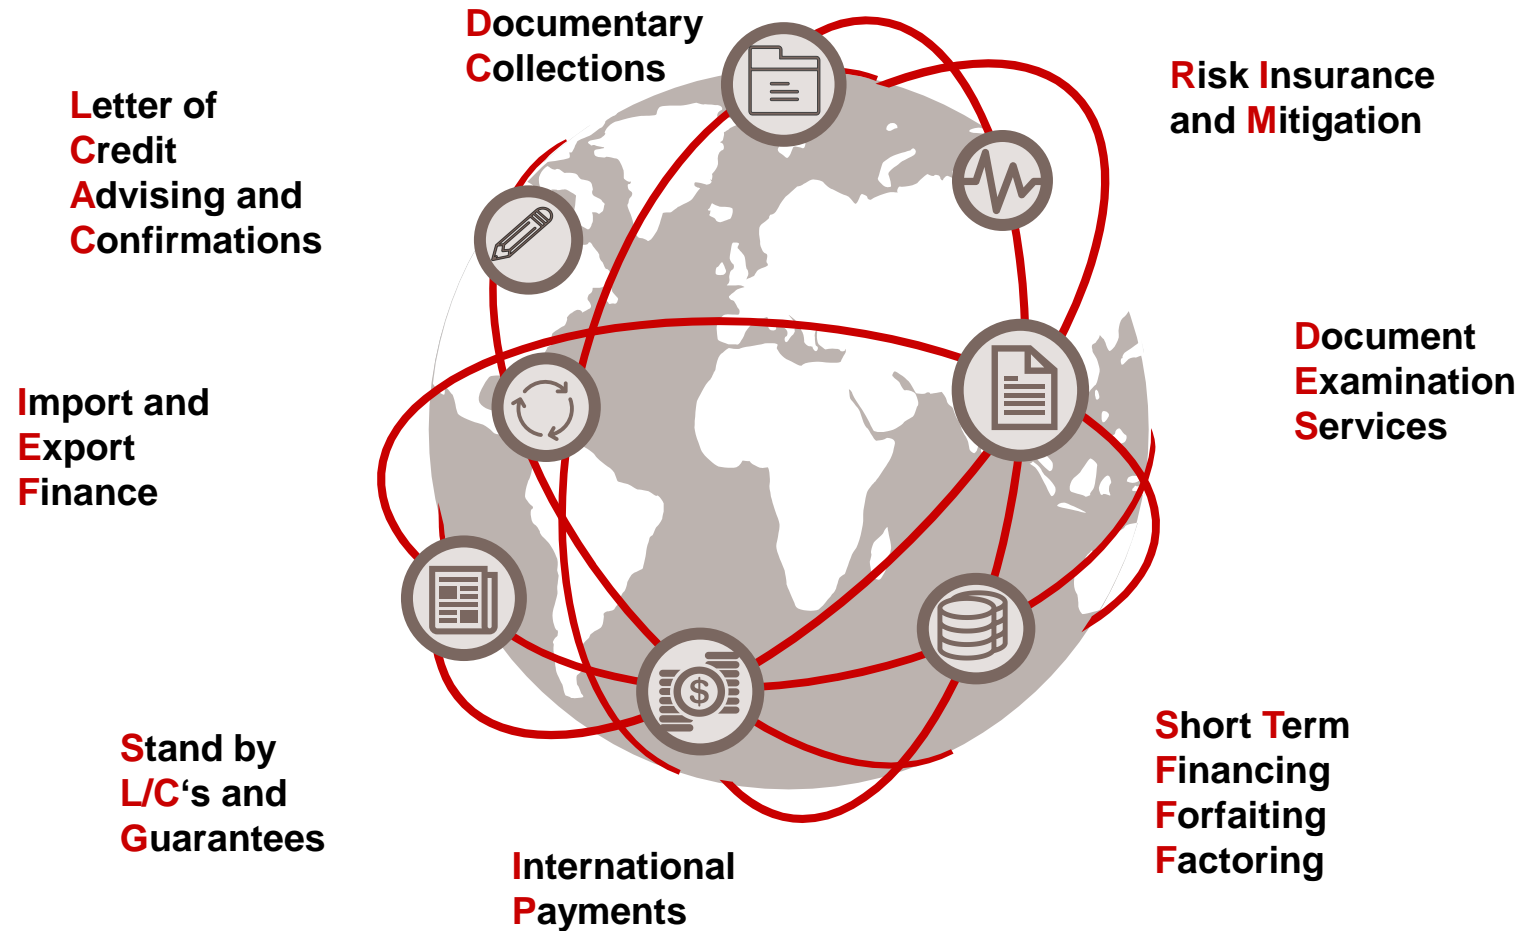 Documentary
Collections
Letter of
Credit
Advising and
Confirmations
Risk Insurance
and Mitigation
Import and
Export
Finance
Document
Examination
Services
$
Stand by
L/C‘s and
Guarantees
International
Payments
Short Term
Financing
Forfaiting
Factoring